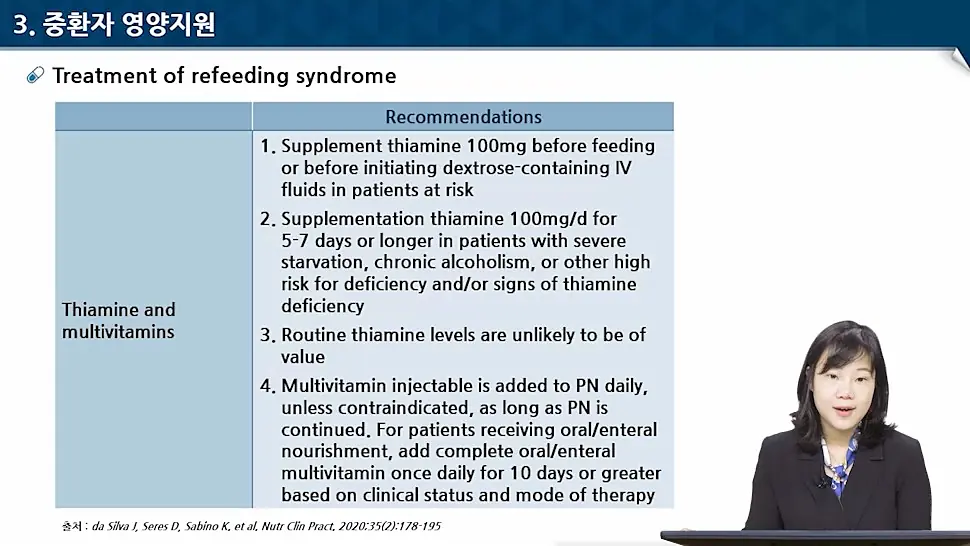 3. 중환자 영양지원
Treatment of refeeding syndrome
Recommendations
Thiamine and
multivitamins
1. Supplement thiamine 100mg before feeding
or before initiating dextrose-containing IV
fluids in patients at risk
2. Supplementation thiamine 100mg/d for
5-7 days or longer in patients with severe
starvation, chronic alcoholism, or other high
risk for deficiency and/or signs of thiamine
deficiency
3. Routine thiamine levels are unlikely to be of
value
4. Multivitamin injectable is added to PN daily,
unless contraindicated, as long as PN is
continued. For patients receiving oral/enteral
nourishment, add complete oral/enteral
multivitamin once daily for 10 days or greater
based on clinical status and mode of therapy
출처 : da Silva J, Seres D, Sabino K, et al, Nutr Clin Pract, 2020;35(2):178-195